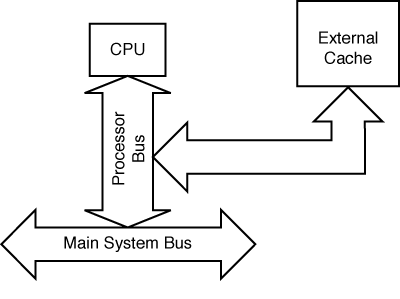 CPU
External
Cache
Processor
Bus
Main System Bus